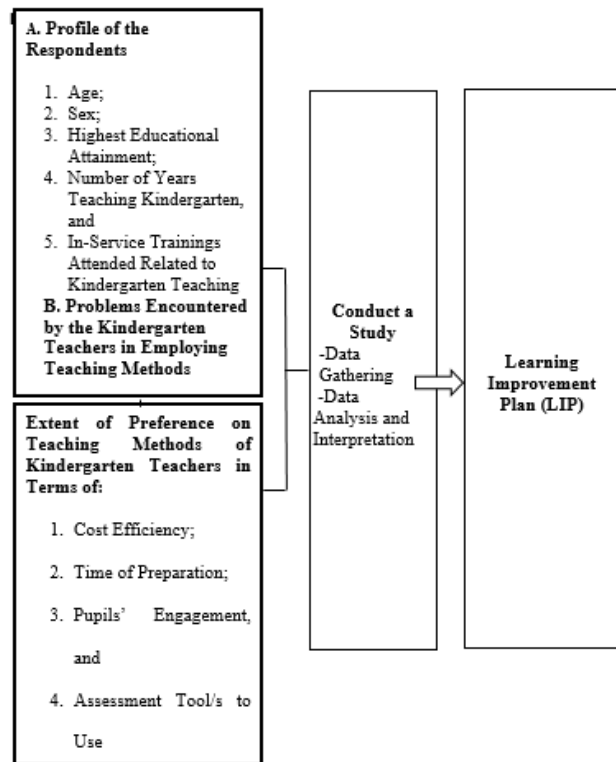 A. Profile of the
Respondents
1. Age;
2. Sex;
3. Highest Educational
Attainment;
4. Number of Years
Teaching Kindergarten,
and
5. In-Service Trainings
Attended Related to
Kindergarten Teaching
B. Problems Encountered
by the Kindergarten
Teachers in Employing
Teaching Methods
Extent of Preference on
Teaching Methods of
Kindergarten Teachers in
Terms of:
1. Cost Efficiency;
2. Time of Preparation;
3. Pupils’ Engagement,
and
4. Assessment Tool/s to
Use
Conduct a
Study
-Data
Gathering
-Data
Analysis and
Interpretation
Learning
Improvement
Plan (LIP)